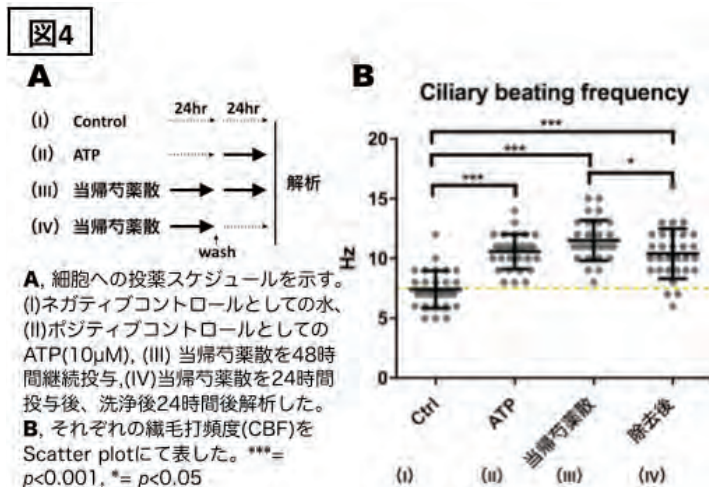 図4
A
24hr 24hr
(I) Control
(II) ATP
(III) 当帰芍薬散
(IV) 当帰芍薬散
wash
解析
A, 細胞への投薬スケジュールを示す。
(I)ネガティブコントロールとしての水、
(II)ポジティブコントロールとしての
ATP(10μM), (III) 当帰芍薬散を48時
間継続投与,(IV)当帰芍薬散を24時間
投与後、洗浄後24時間後解析した。
B, それぞれの繊毛打頻度(CBF)を
Scatter plotにて表した。***=
p<0.001, *= p<0.05
B
Ciliary beating frequency
Hz
20
15
10
5
0
***
***
***
*
Ctrl
ATP
当帰芍薬散
除去後
(I) (II) (III) (IV)